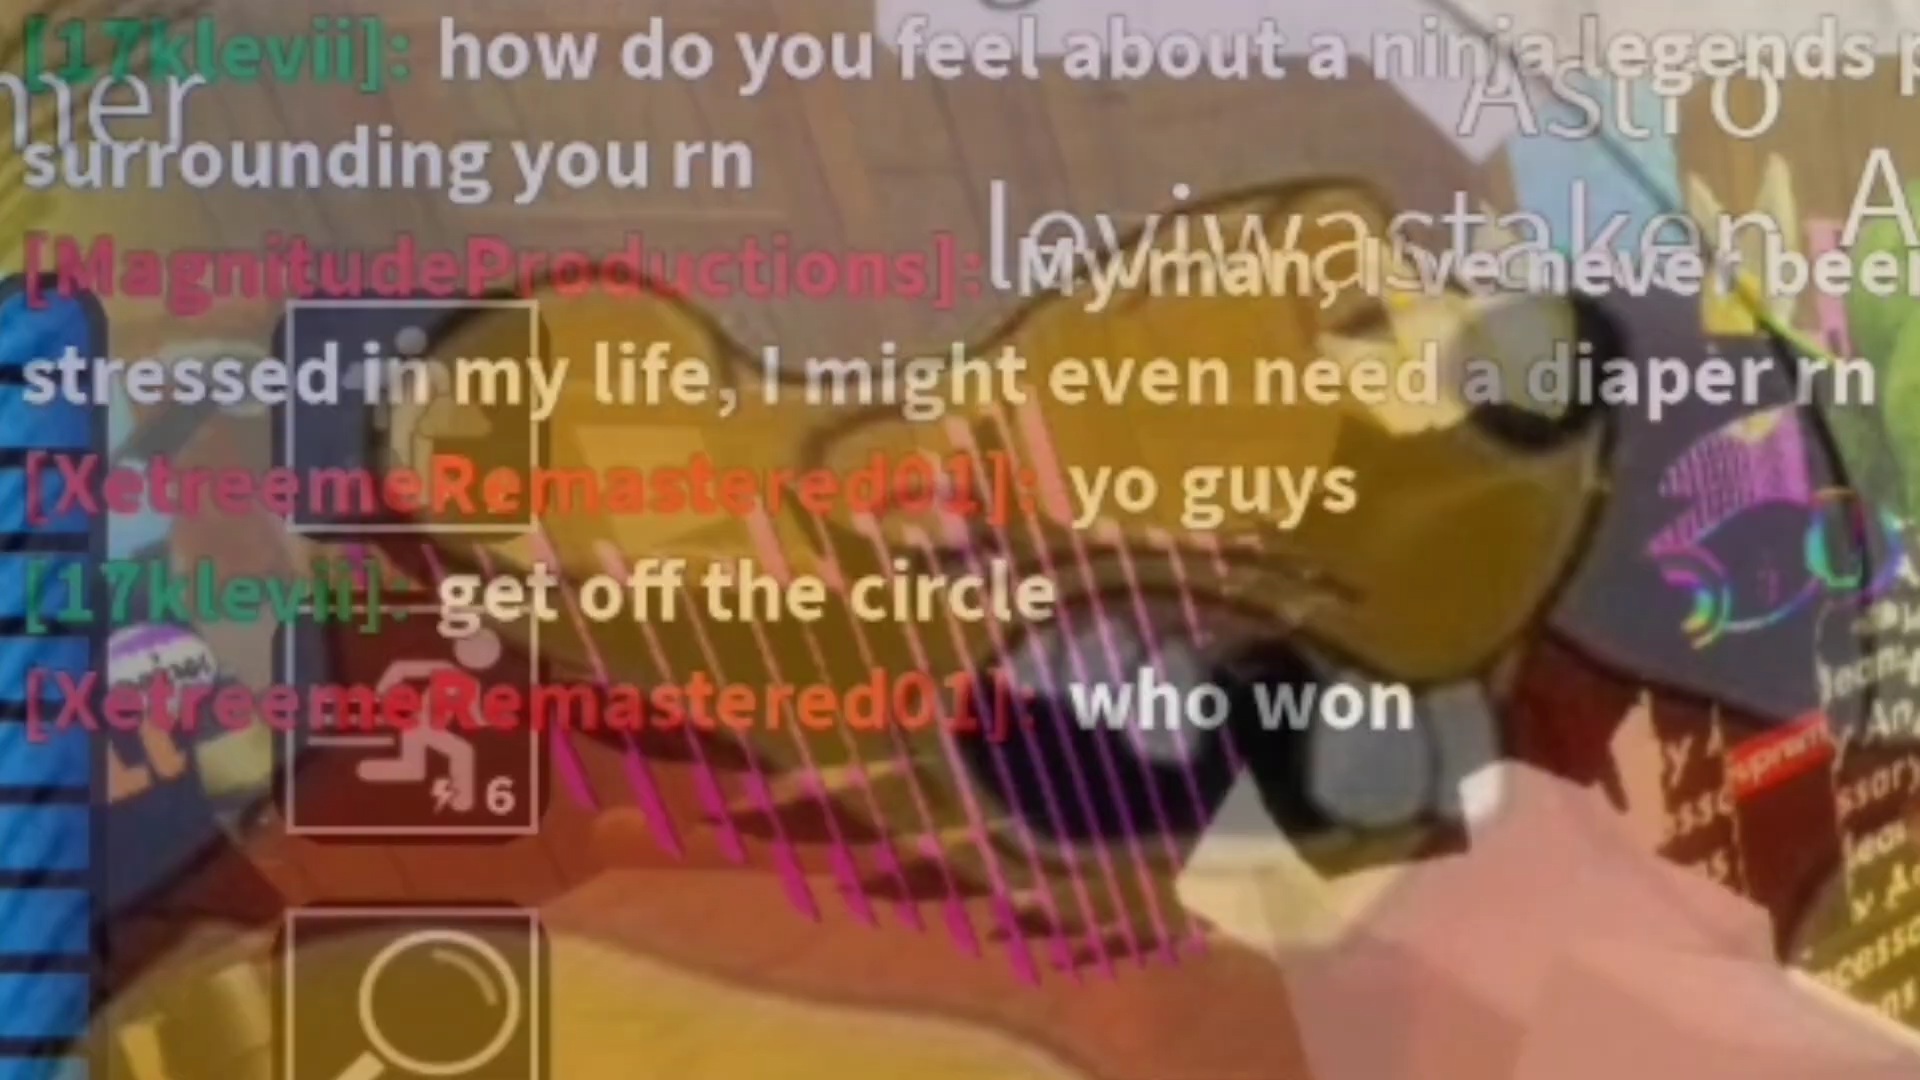 [17klevii]: how do you feel about a ninja legends
Astro
surrounding you rn
leviwastaken
[MagnitudeProductions]: My man, I've never been
stressed in my life, I might even need a diaper rn
[XetreemeRemastered01]: yo guys
[17klevii]: get off the circle
[XetreemeRemastered01]: who won
6